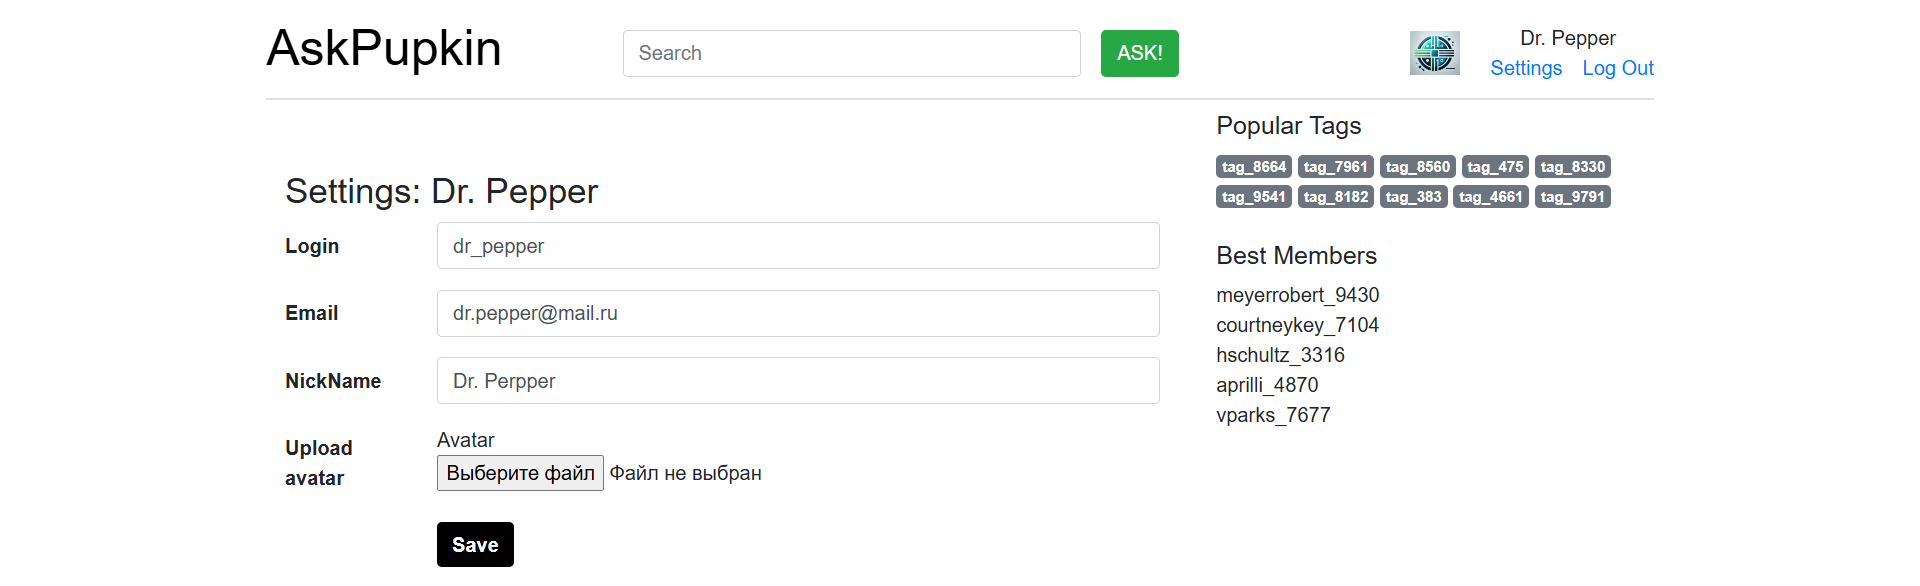 AskPupkin
Search
ASK!
Dr. Pepper
Settings Log Out
Settings: Dr. Pepper
Login
dr_pepper
Email
dr.pepper@mail.ru
NickName
Dr. Perpper
Upload
avatar
Avatar
Выберите файл Файл не выбран
Save
Popular Tags
tag_8664 tag_7961 tag_8560 tag_475 tag_8330
tag_9541 tag_8182 tag_383 tag_4661 tag_9791
Best Members
meyerrobert_9430
courtneykey_7104
hschultz_3316
aprilli_4870
vparks_7677